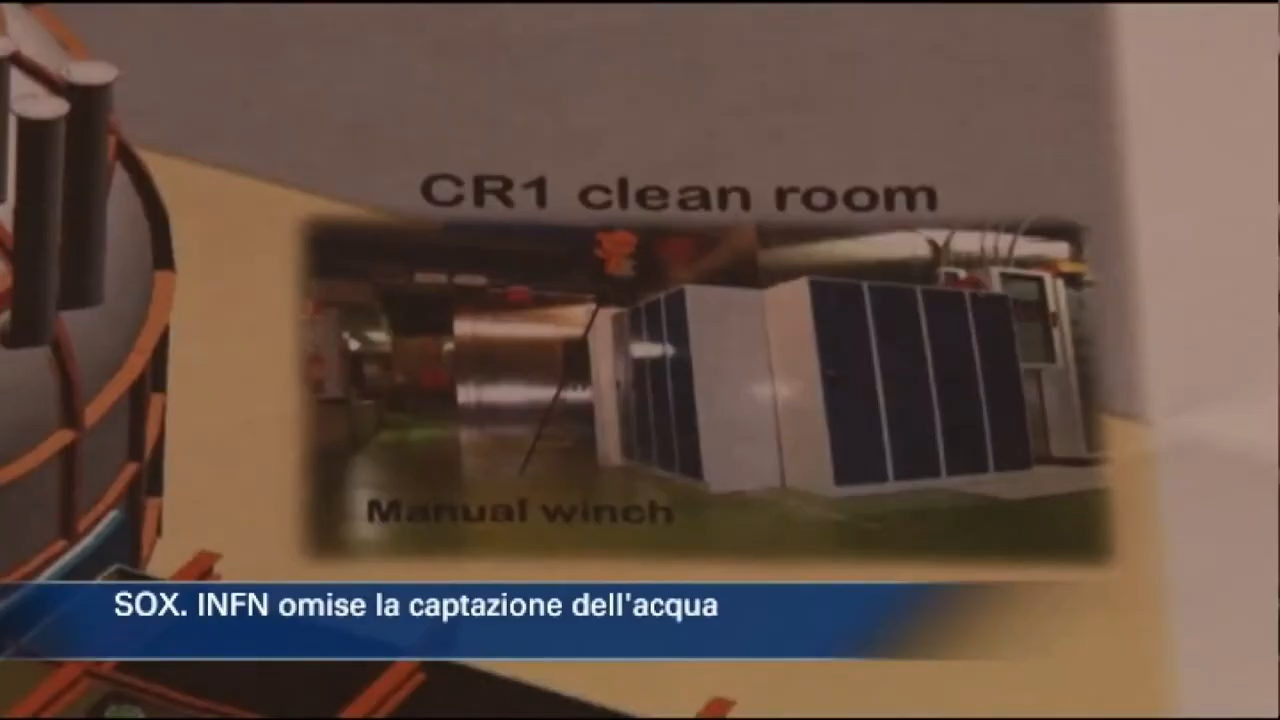 CR1 clean room
Manual winch
SOX. INFN omise la captazione dell'acqua